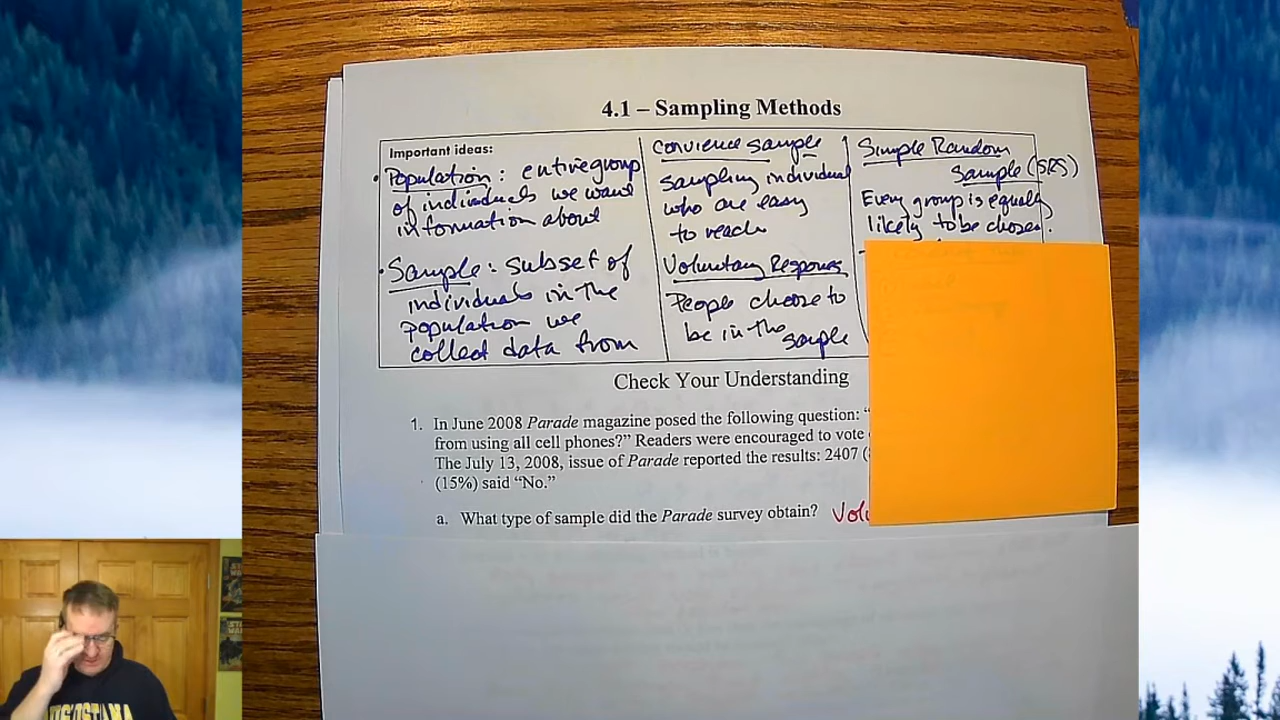 4.1 – Sampling Methods
Important ideas:
• Population: entire group
of individuals we want
information about
• Sample: subset of
individuals in the
population we
collect data from
Convience sample
sampling individual
who are easy
to reach
Voluntary Response
People choose to
be in the
sample
Simple Random
Sample (SRS)
Every group is equally
likely to be chosen.
Check Your Understanding
1. In June 2008 Parade magazine posed the following question: “
from using all cell phones?” Readers were encouraged to vote
The July 13, 2008, issue of Parade reported the results: 2407 (
(15%) said “No.”
a. What type of sample did the Parade survey obtain? Volu
STAR
WARS